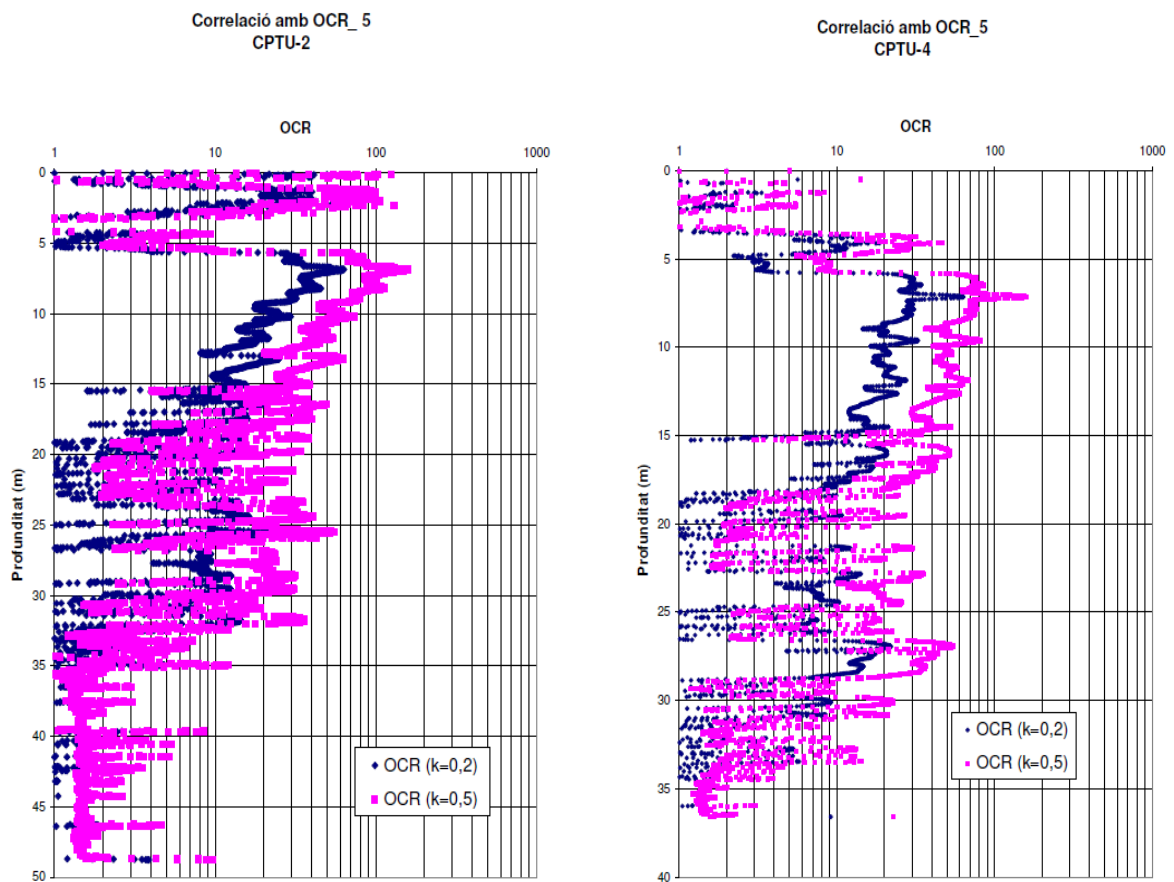 Correlació amb OCR_ 5
CPTU-2
OCR
1 10 100 1000
0
5
10
15
20
25
30
35
40
45
50
Profunditat (m)
OCR (k=0,2)
OCR (k=0,5)
Correlació amb OCR_5
CPTU-4
OCR
1 10 100 1000
0
5
10
15
20
25
30
35
40
Profunditat (m)
OCR (k=0,2)
OCR (k=0,5)